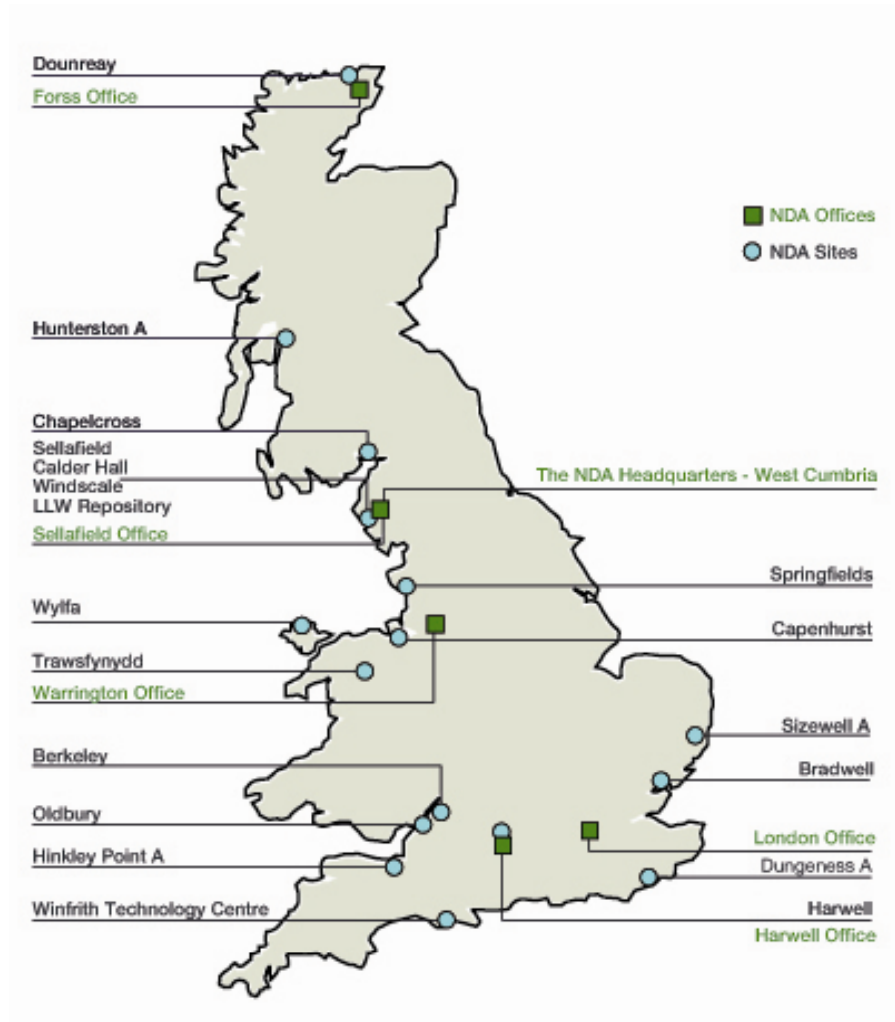 Dounreay
Forss Office
NDA Offices
NDA Sites
Hunterston A
Chapelcross
Sellafield
Calder Hall
Windscale
LLW Repository
Sellafield Office
The NDA Headquarters - West Cumbria
Springfields
Wylfa
Capenhurst
Trawsfynydd
Warrington Office
Sizewell A
Berkeley
Bradwell
Oldbury
London Office
Hinkley Point A
Dungeness A
Winfrith Technology Centre
Harwell
Harwell Office